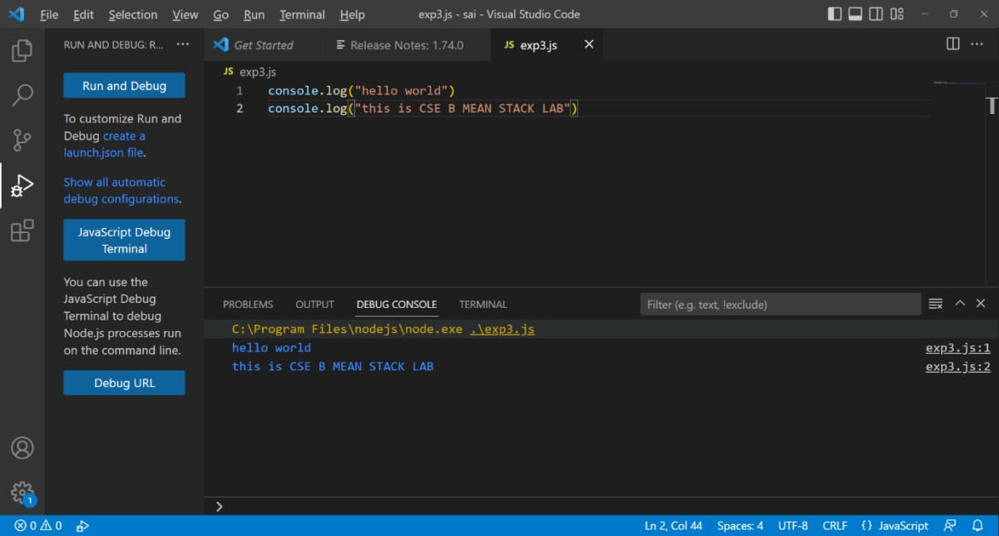 File Edit Selection View Go Run Terminal Help exp3.js - sai - Visual Studio Code
RUN AND DEBUG: R... ···
Get Started
Release Notes: 1.74.0
JS exp3.js
JS exp3.js
Run and Debug
To customize Run and
Debug create a
launch.json file.
Show all automatic
debug configurations.
JavaScript Debug
Terminal
You can use the
JavaScript Debug
Terminal to debug
Node.js processes run
on the command line.
Debug URL
1 console.log("hello world")
2 console.log("this is CSE B MEAN STACK LAB")
PROBLEMS OUTPUT DEBUG CONSOLE TERMINAL Filter (e.g. text, !exclude)
C:\Program Files\nodejs\node.exe .\exp3.js
hello world exp3.js:1
this is CSE B MEAN STACK LAB exp3.js:2
1
0 0 Ln 2, Col 44 Spaces: 4 UTF-8 CRLF {} JavaScript